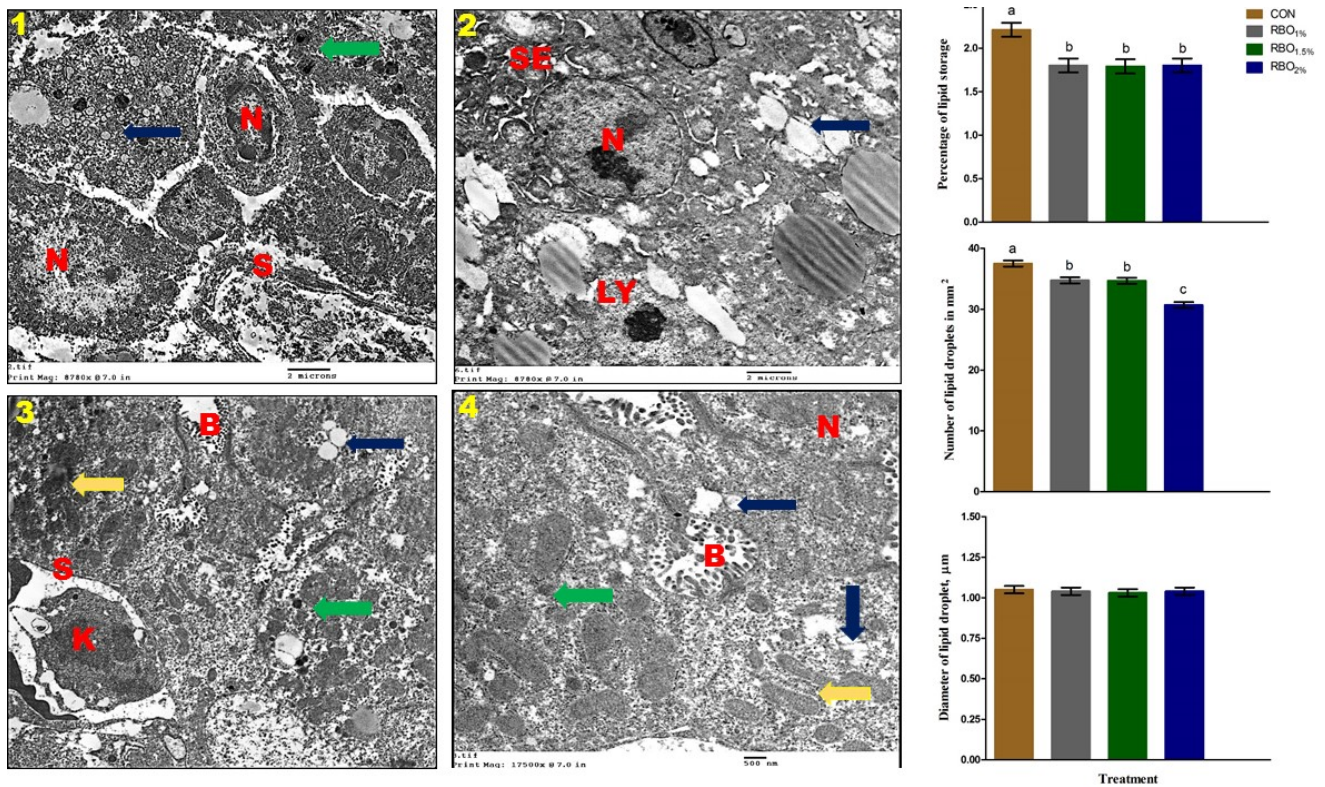 1
N
N
S
2.tif
Print Mag: 8780x @ 7.0 in
2 microns
2
SE
N
LY
4.tif
Print Mag: 8780x @ 7.0 in
2 microns
3
B
S
K
4
N
B
Print Mag: 17500x @ 7.0 in
500 nm
CON
RBO1%
RBO1.5%
RBO2%
Percentage of lipid storage
2.0
1.5
1.0
0.5
0.0
a
b
b
b
Number of lipid droplets in mm2
40
30
20
10
0
a
b
b
c
Diameter of lipid droplet, µm
1.50
1.25
1.00
0.75
0.50
0.25
0.00
Treatment